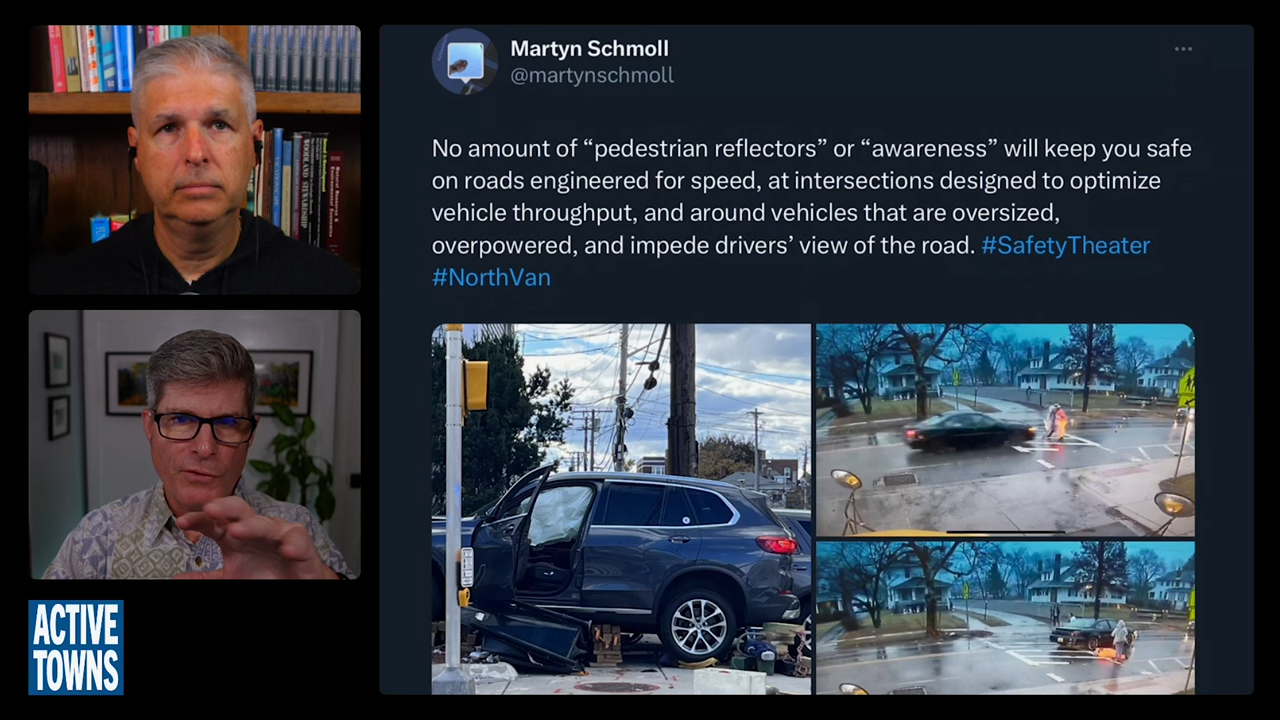 Martyn Schmoll
@martynschmoll
No amount of “pedestrian reflectors” or “awareness” will keep you safe
on roads engineered for speed, at intersections designed to optimize
vehicle throughput, and around vehicles that are oversized,
overpowered, and impede drivers’ view of the road. #SafetyTheater
#NorthVan
WOODLAND STEWARDSHIP
ACTIVE
TOWNS